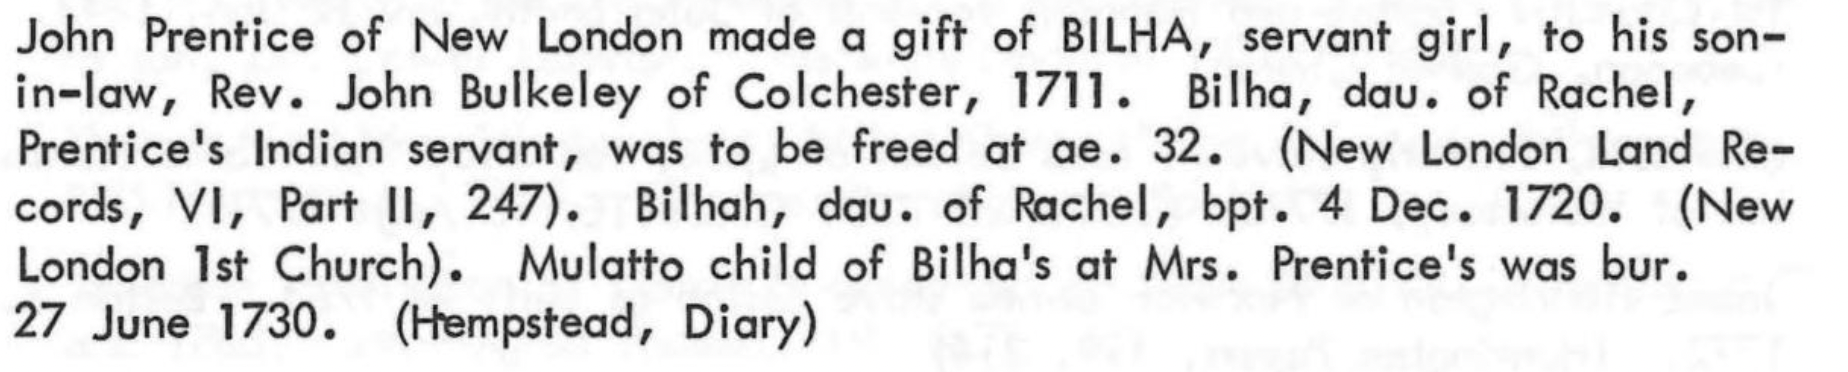 John Prentice of New London made a gift of BILHA, servant girl, to his son-
in-law, Rev. John Bulkeley of Colchester, 1711. Bilha, dau. of Rachel,
Prentice's Indian servant, was to be freed at ae. 32. (New London Land Re-
cords, VI, Part II, 247). Bilhah, dau. of Rachel, bpt. 4 Dec. 1720. (New
London 1st Church). Mulatto child of Bilha's at Mrs. Prentice's was bur.
27 June 1730. (Hempstead, Diary)